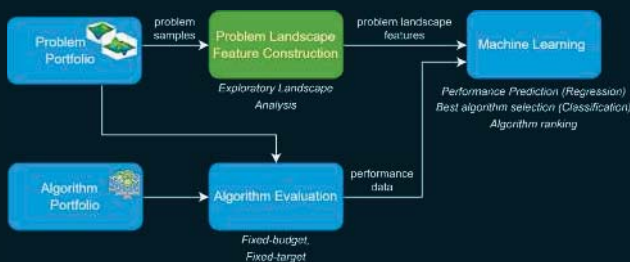 Problem
Portfolio
problem
samples
Problem Landscape
Feature Construction
Exploratory Landscape
Analysis
problem landscape
features
Machine Learning
Performance Prediction (Regression)
Best algorithm selection (Classification)
Algorithm ranking
Algorithm
Portfolio
Algorithm Evaluation
Fixed-budget,
Fixed-target
performance
data